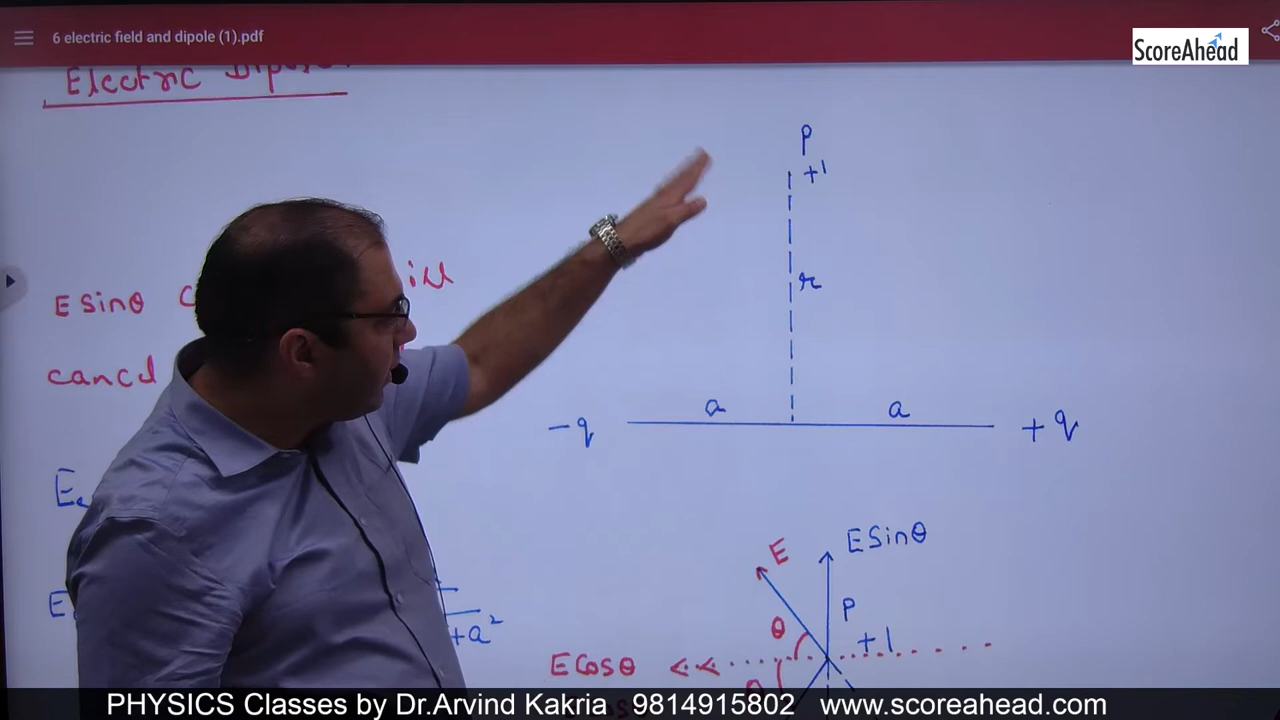 6 electric field and dipole (1).pdf
ScoreAhead
Electric
P
+1
r
E sinθ
cancel
a a
-q +q
E
E Sinθ
E
θ
P
+1
+a²
E Cosθ
θ
PHYSICS Classes by Dr.Arvind Kakria 9814915802 www.scoreahead.com